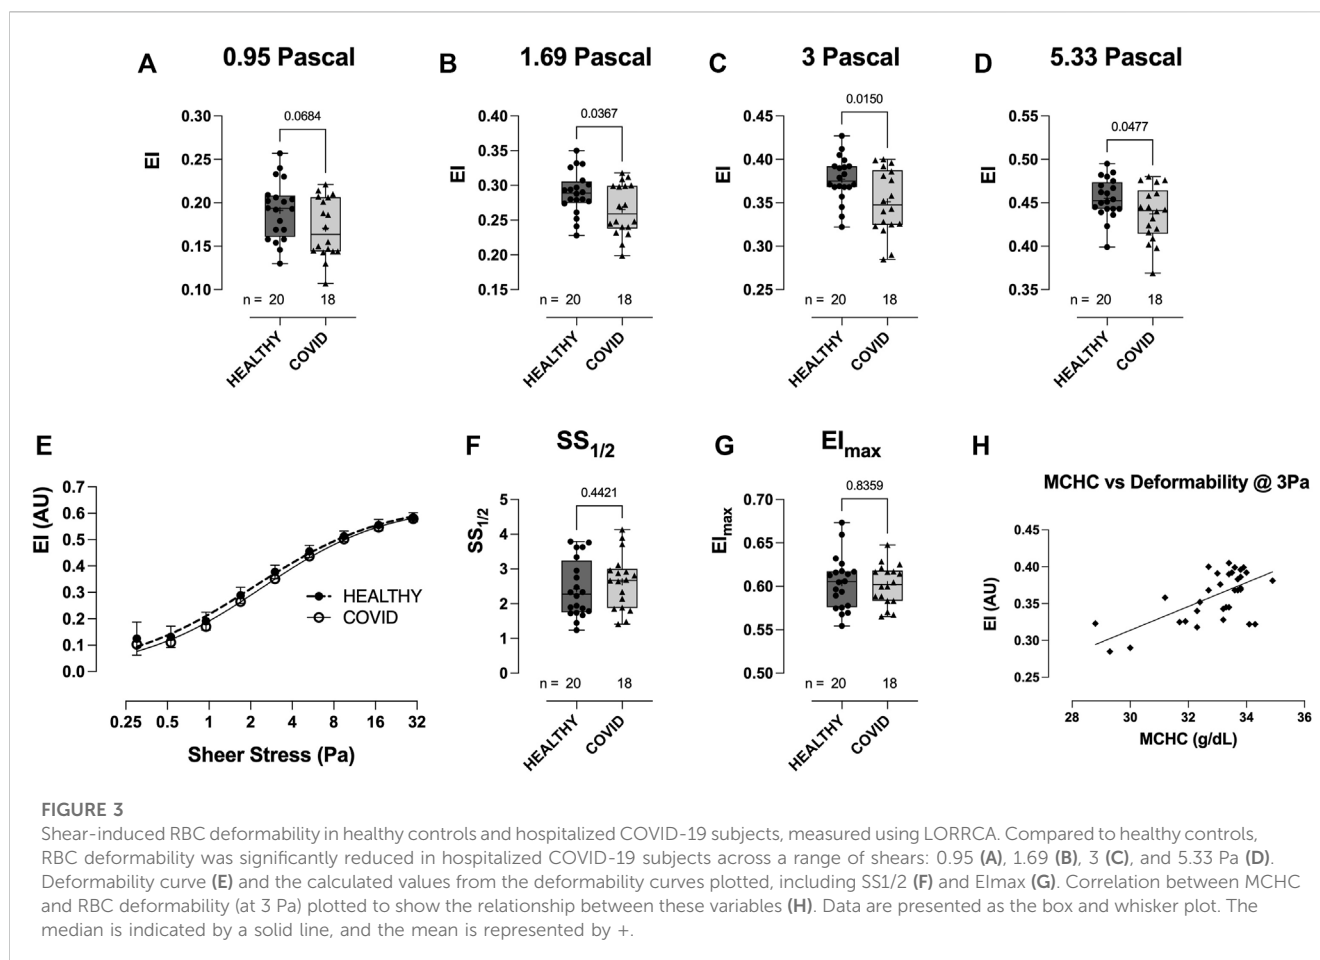 A 0.95 Pascal
0.0684
EI
0.30
0.25
0.20
0.15
0.10
n = 20 18
HEALTHY
COVID
B 1.69 Pascal
0.0367
EI
0.40
0.35
0.30
0.25
0.20
0.15
n = 20 18
HEALTHY
COVID
C 3 Pascal
0.0150
EI
0.45
0.40
0.35
0.30
0.25
n = 20 18
HEALTHY
COVID
D 5.33 Pascal
0.0477
EI
0.55
0.50
0.45
0.40
0.35
n = 20 18
HEALTHY
COVID
E
EI (AU)
0.7
0.6
0.5
0.4
0.3
0.2
0.1
0.0
HEALTHY
COVID
0.25 0.5 1 2 4 8 16 32
Sheer Stress (Pa)
F SS1/2
0.4421
SS1/2
5
4
3
2
1
0
n = 20 18
HEALTHY
COVID
G EImax
0.8359
EImax
0.70
0.65
0.60
0.55
0.50
n = 20 18
HEALTHY
COVID
H
MCHC vs Deformability @ 3Pa
EI (AU)
0.45
0.40
0.35
0.30
0.25
28 30 32 34 36
MCHC (g/dL)
FIGURE 3
Shear-induced RBC deformability in healthy controls and hospitalized COVID-19 subjects, measured using LORRCA. Compared to healthy controls,
RBC deformability was significantly reduced in hospitalized COVID-19 subjects across a range of shears: 0.95 (A), 1.69 (B), 3 (C), and 5.33 Pa (D).
Deformability curve (E) and the calculated values from the deformability curves plotted, including SS1/2 (F) and EImax (G). Correlation between MCHC
and RBC deformability (at 3 Pa) plotted to show the relationship between these variables (H). Data are presented as the box and whisker plot. The
median is indicated by a solid line, and the mean is represented by +.